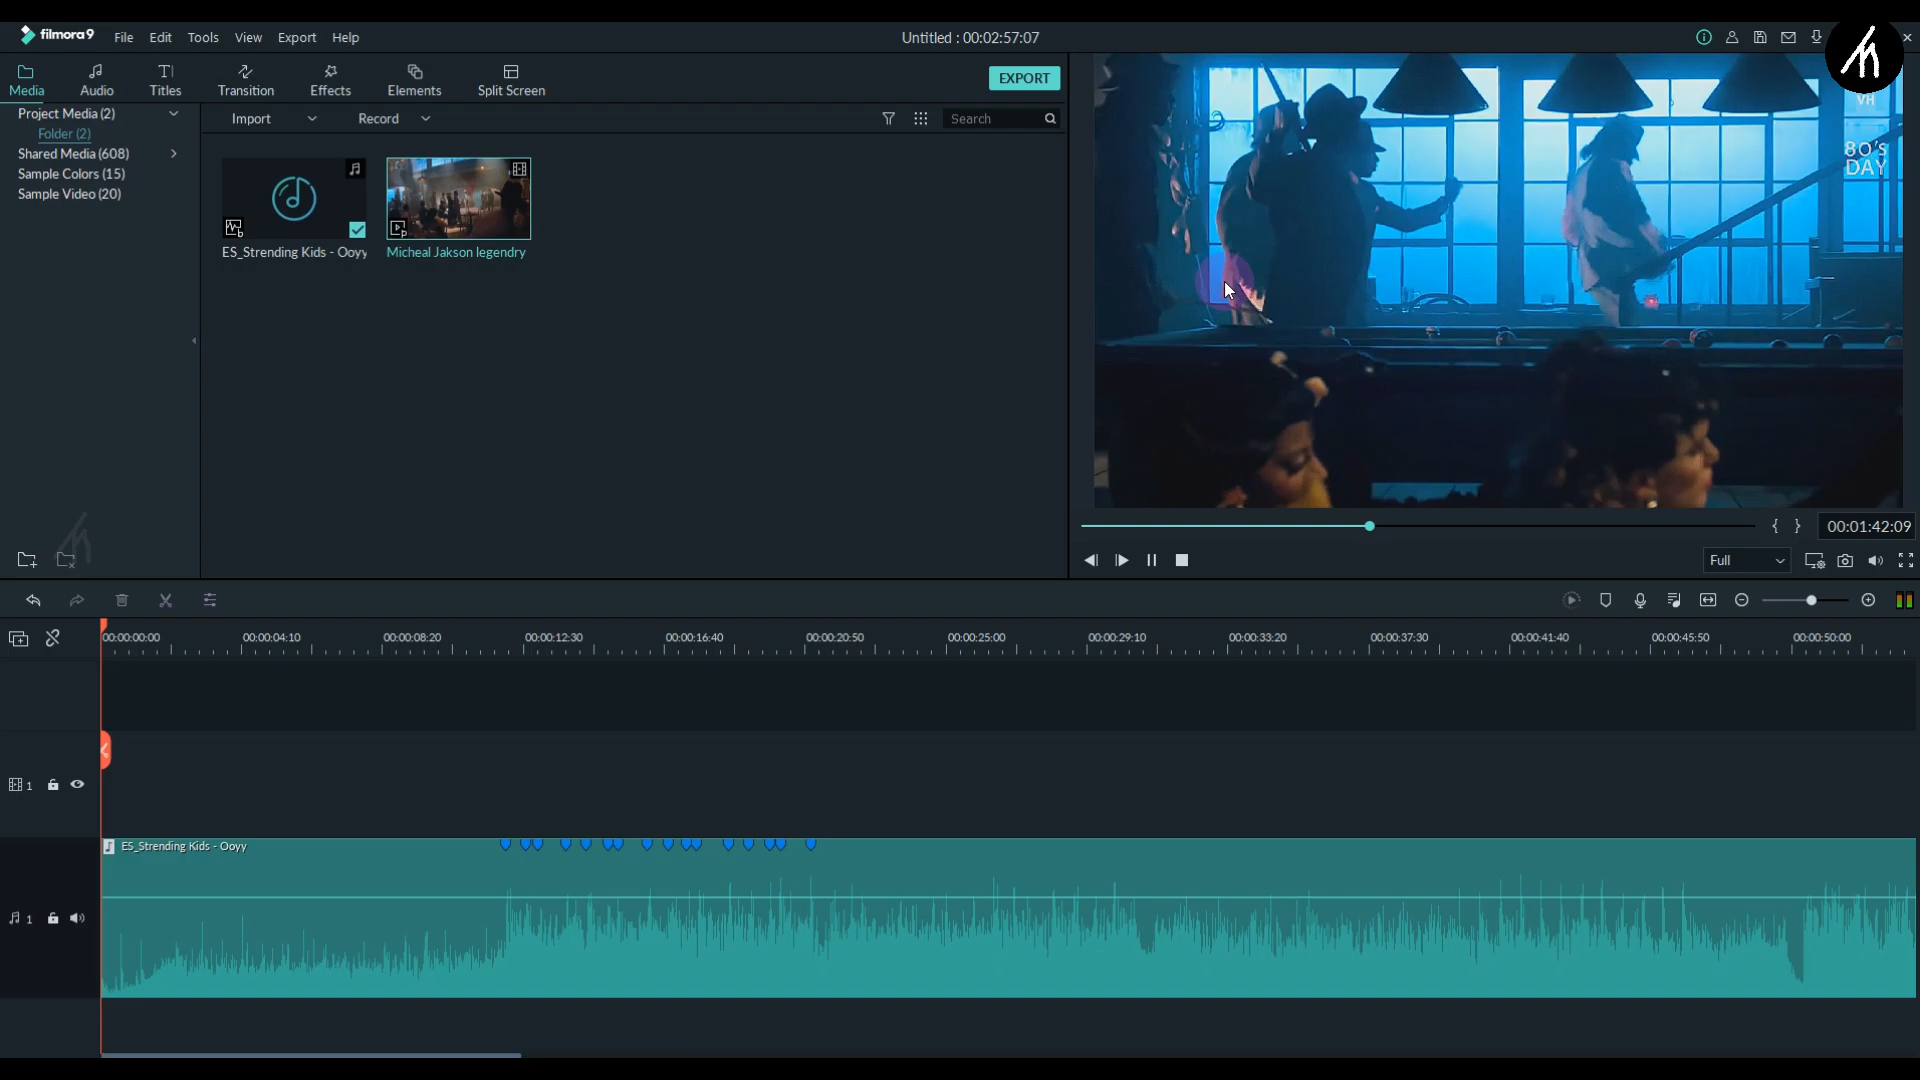 filmora9 File Edit Tools View Export Help
Untitled : 00:02:57:07
Media Audio Titles Transition Effects Elements Split Screen
EXPORT
Project Media (2)
Folder (2)
Shared Media (608)
Sample Colors (15)
Sample Video (20)
Import Record Search
ES_Strending Kids - Ooyy
Micheal Jakson legendry
VH
80's
DAY
00:01:42:09
Full
00:00:00:00 00:00:04:10 00:00:08:20 00:00:12:30 00:00:16:40 00:00:20:50 00:00:25:00 00:00:29:10 00:00:33:20 00:00:37:30 00:00:41:40 00:00:45:50 00:00:50:00
1
ES_Strending Kids - Ooyy
1